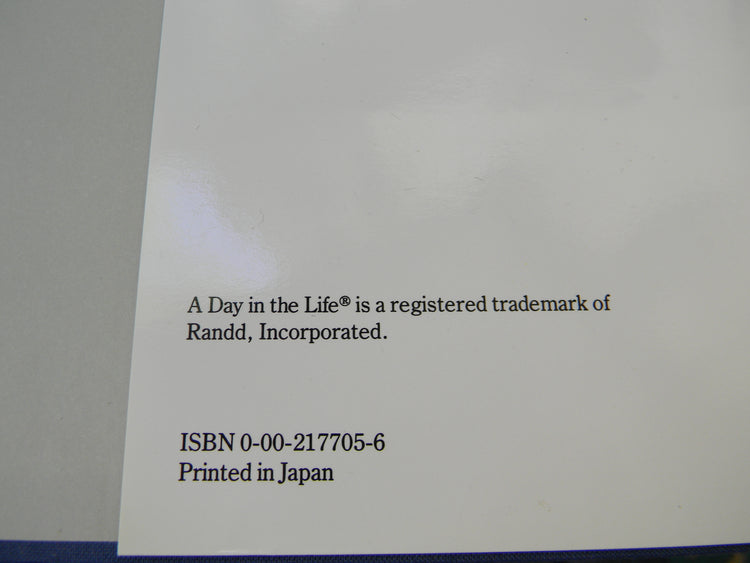 A Day in the Life® is a registered trademark of
Randd, Incorporated.
ISBN 0-00-217705-6
Printed in Japan